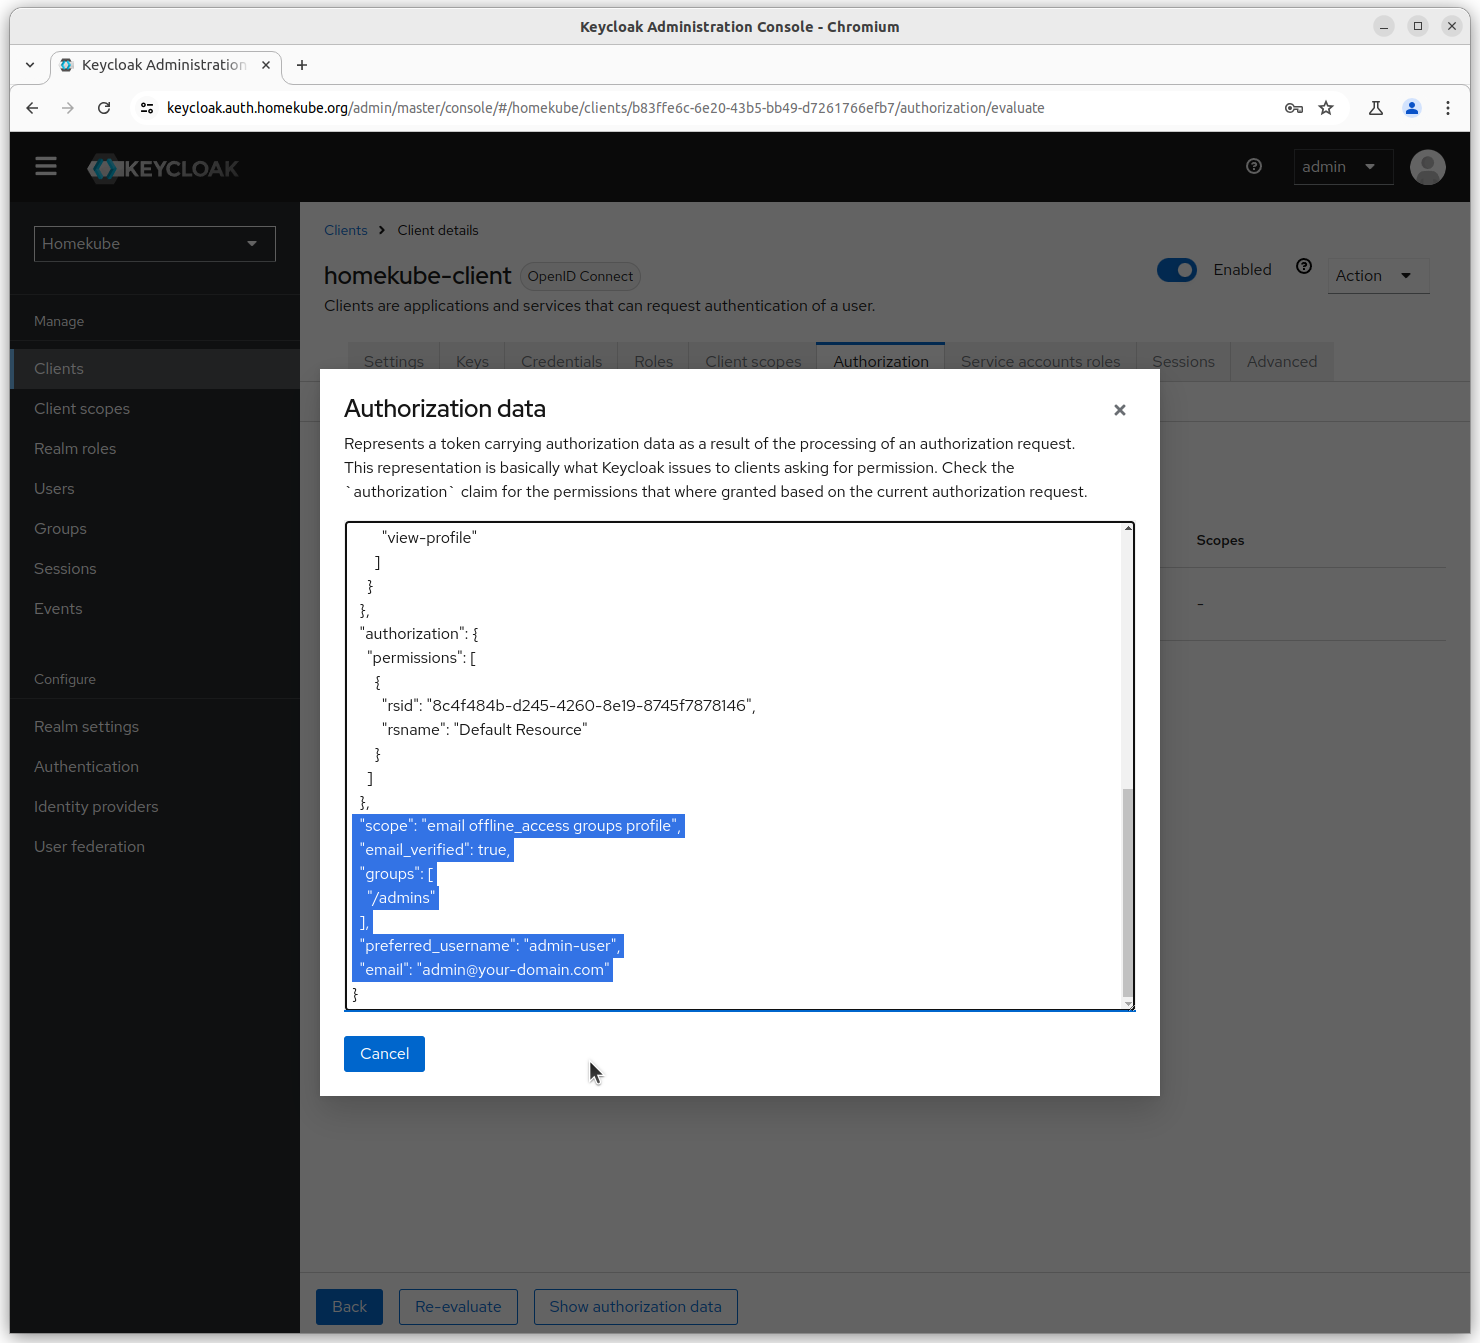 Keycloak Administration Console - Chromium
Keycloak Administration
keycloak.auth.homekube.org/admin/master/console/#/homekube/clients/b83ffe6c-6e20-43b5-bb49-d7261766efb7/authorization/evaluate
KEYCLOAK
admin
Homekube
Manage
Clients
Client scopes
Realm roles
Users
Groups
Sessions
Events
Configure
Realm settings
Authentication
Identity providers
User federation
Clients > Client details
homekube-client OpenID Connect
Enabled
Action
Clients are applications and services that can request authentication of a user.
Settings Keys Credentials Roles Client scopes Authorization Service accounts roles Sessions Advanced
Scopes
-
Authorization data
Represents a token carrying authorization data as a result of the processing of an authorization request.
This representation is basically what Keycloak issues to clients asking for permission. Check the
`authorization` claim for the permissions that where granted based on the current authorization request.
"view-profile"
]
}
},
"authorization": {
"permissions": [
{
"rsid": "8c4f484b-d245-4260-8e19-8745f7878146",
"rsname": "Default Resource"
}
]
},
"scope": "email offline_access groups profile",
"email_verified": true,
"groups": [
"/admins"
],
"preferred_username": "admin-user",
"email": "admin@your-domain.com"
}
Cancel
Back Re-evaluate Show authorization data